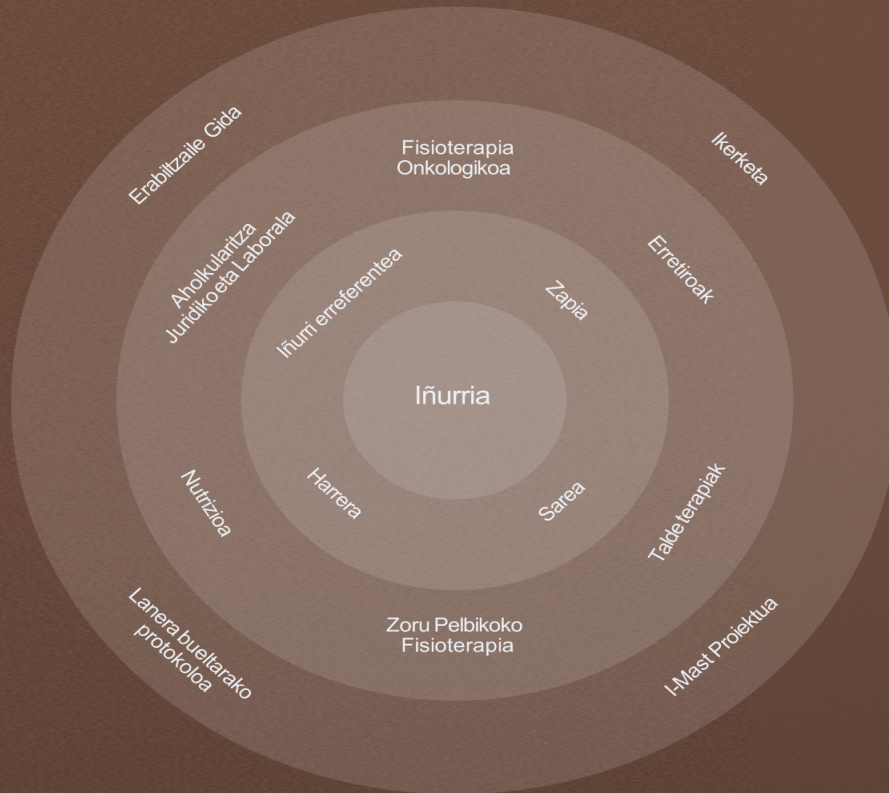 Erabiltzaile Gida
Ikerketa
Fisioterapia
Onkologikoa
Aholkularitza
Juridiko eta Laborala
Erretiroak
Iñurri erreferentea
Zapia
Iñurria
Harrera
Sarea
Nutrizioa
Talde terapiak
Zoru Pelbikoko
Fisioterapia
Lanera bueltarako
protokoloa
I-Mast Proiektua